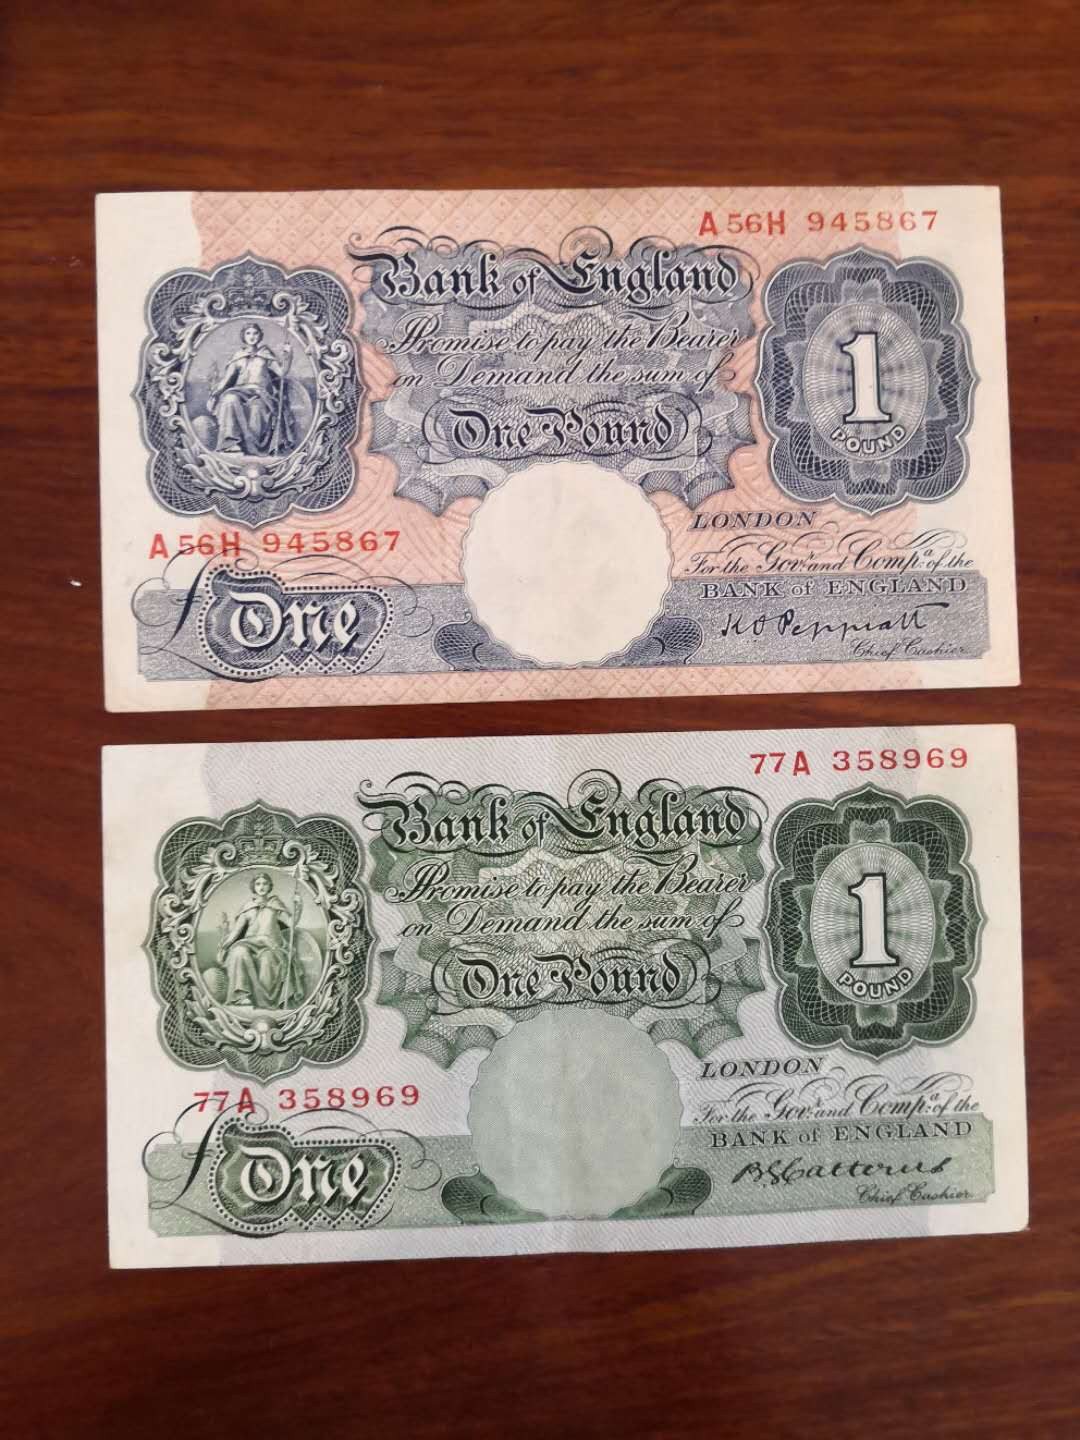 A56H 945867
Bank of England
Promise to pay the Bearer
on Demand the sum of
One Pound
1
POUND
LONDON
A56H 945867
For the Govr. and Compa. of the
BANK of ENGLAND
£One
K O Peppiatt
Chief Cashier
77A 358969
Bank of England
Promise to pay the Bearer
on Demand the sum of
One Pound
1
POUND
LONDON
77A 358969
For the Govr. and Compa. of the
BANK of ENGLAND
£One
B G Catterns
Chief Cashier